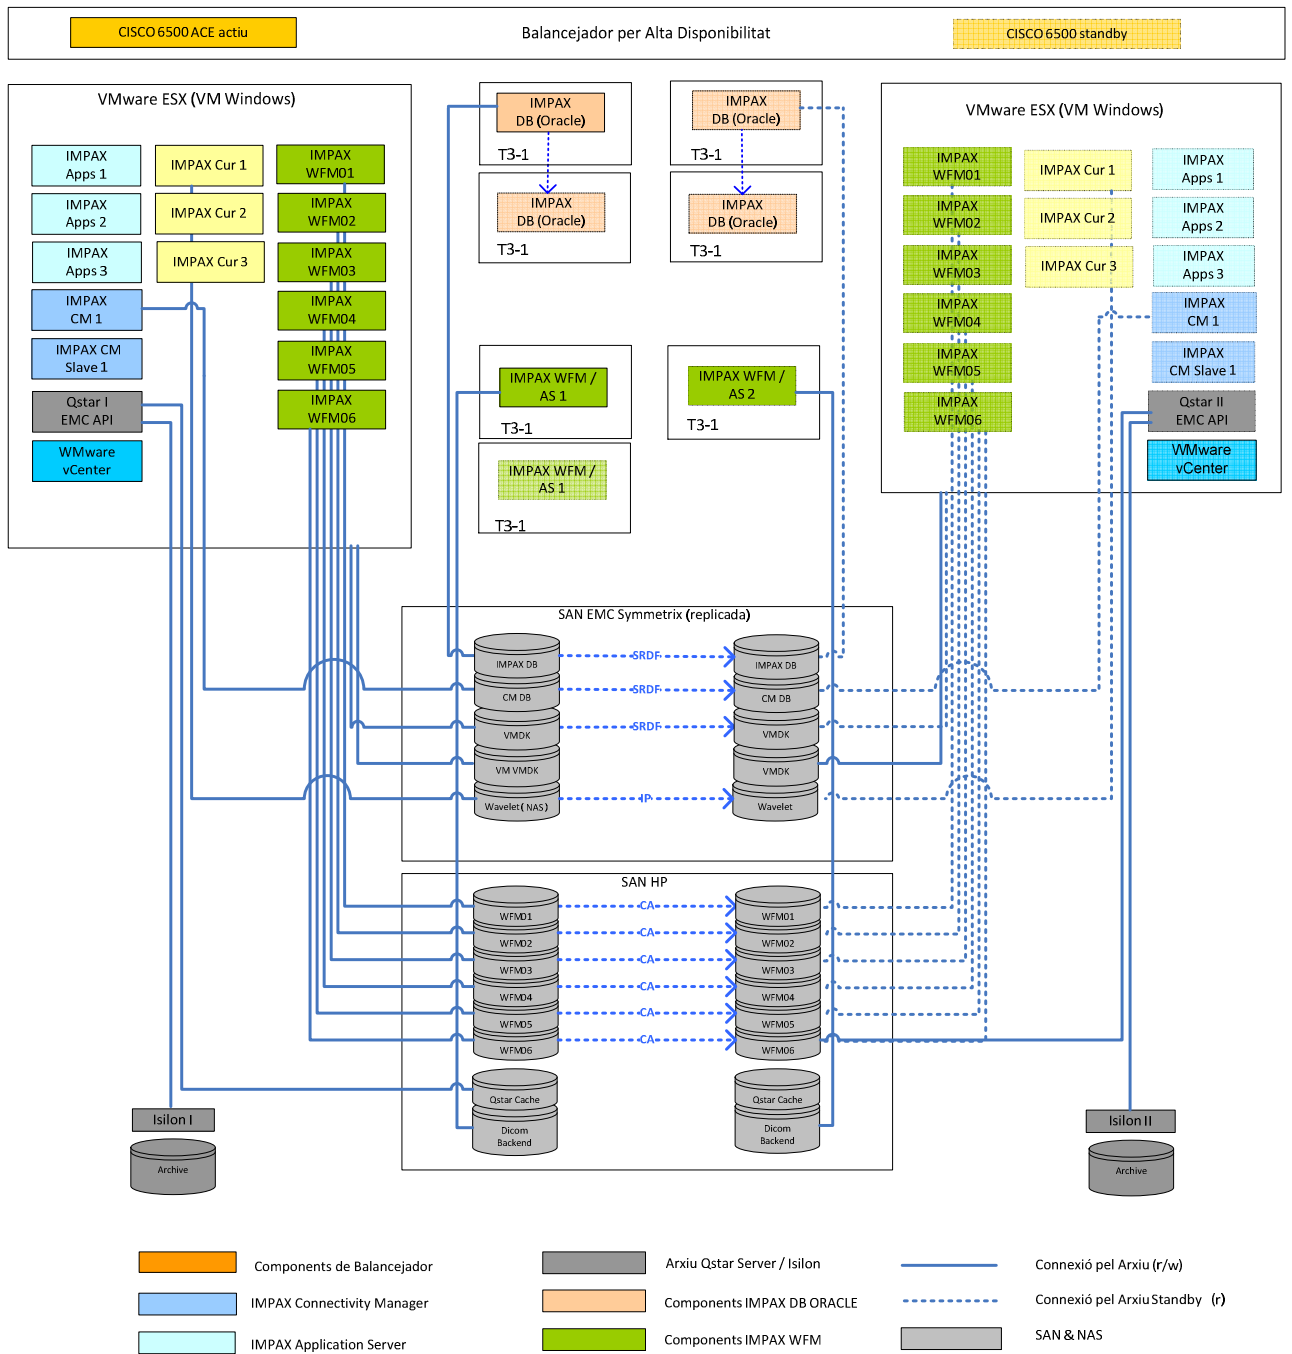 CISCO 6500 ACE actiu
Balancejador per Alta Disponibilitat
CISCO 6500 standby
VMware ESX (VM Windows)
IMPAX
Apps 1
IMPAX
Apps 2
IMPAX
Apps 3
IMPAX
CM 1
IMPAX CM
Slave 1
Qstar I
EMC API
WMware
vCenter
IMPAX Cur 1
IMPAX Cur 2
IMPAX Cur 3
IMPAX
WFM01
IMPAX
WFM02
IMPAX
WFM03
IMPAX
WFM04
IMPAX
WFM05
IMPAX
WFM06
IMPAX
DB (Oracle)
T3-1
IMPAX
DB (Oracle)
T3-1
IMPAX
DB (Oracle)
T3-1
IMPAX
DB (Oracle)
T3-1
IMPAX WFM /
AS 1
T3-1
IMPAX WFM /
AS 2
T3-1
IMPAX WFM /
AS 1
T3-1
VMware ESX (VM Windows)
IMPAX
WFM01
IMPAX
WFM02
IMPAX
WFM03
IMPAX
WFM04
IMPAX
WFM05
IMPAX
WFM06
IMPAX Cur 1
IMPAX Cur 2
IMPAX Cur 3
IMPAX
Apps 1
IMPAX
Apps 2
IMPAX
Apps 3
IMPAX
CM 1
IMPAX
CM Slave 1
Qstar II
EMC API
WMware
vCenter
SAN EMC Symmetrix (replicada)
IMPAX DB
SRDF
IMPAX DB
CM DB
SRDF
CM DB
VMDK
SRDF
VMDK
VM VMDK
VMDK
Wavelet( NAS )
IP
Wavelet
SAN HP
WFM01
CA
WFM01
WFM02
CA
WFM02
WFM03
CA
WFM03
WFM04
CA
WFM04
WFM05
CA
WFM05
WFM06
CA
WFM06
Qstar Cache
Qstar Cache
Dicom
Backend
Dicom
Backend
Isilon I
Archive
Isilon II
Archive
Components de Balancejador
IMPAX Connectivity Manager
IMPAX Application Server
Arxiu Qstar Server / Isilon
Components IMPAX DB ORACLE
Components IMPAX WFM
Connexió pel Arxiu (r/w)
Connexió pel Arxiu Standby (r)
SAN & NAS